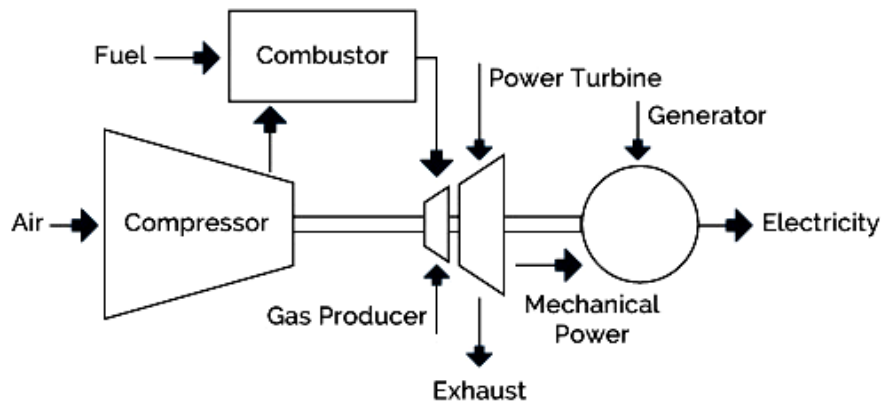 Fuel
Combustor
Power Turbine
Generator
Air
Compressor
Electricity
Gas Producer
Mechanical
Power
Exhaust